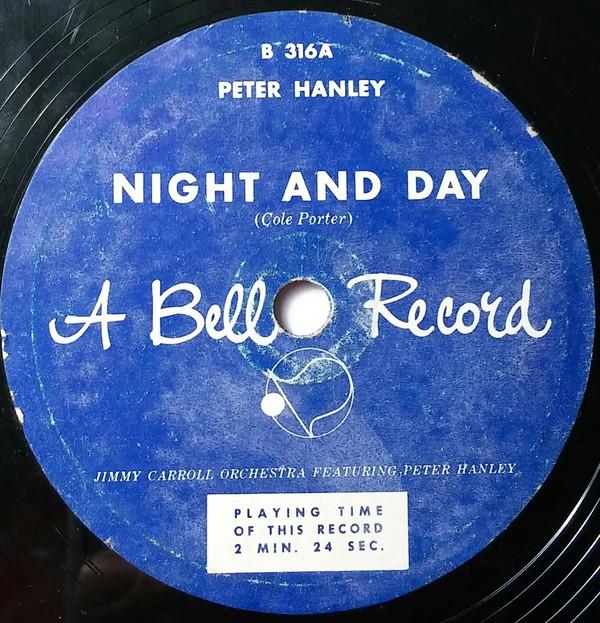 B 316A
PETER HANLEY
NIGHT AND DAY
(Cole Porter)
A Bell Record
JIMMY CARROLL ORCHESTRA FEATURING PETER HANLEY
PLAYING TIME
OF THIS RECORD
2 MIN. 24 SEC.